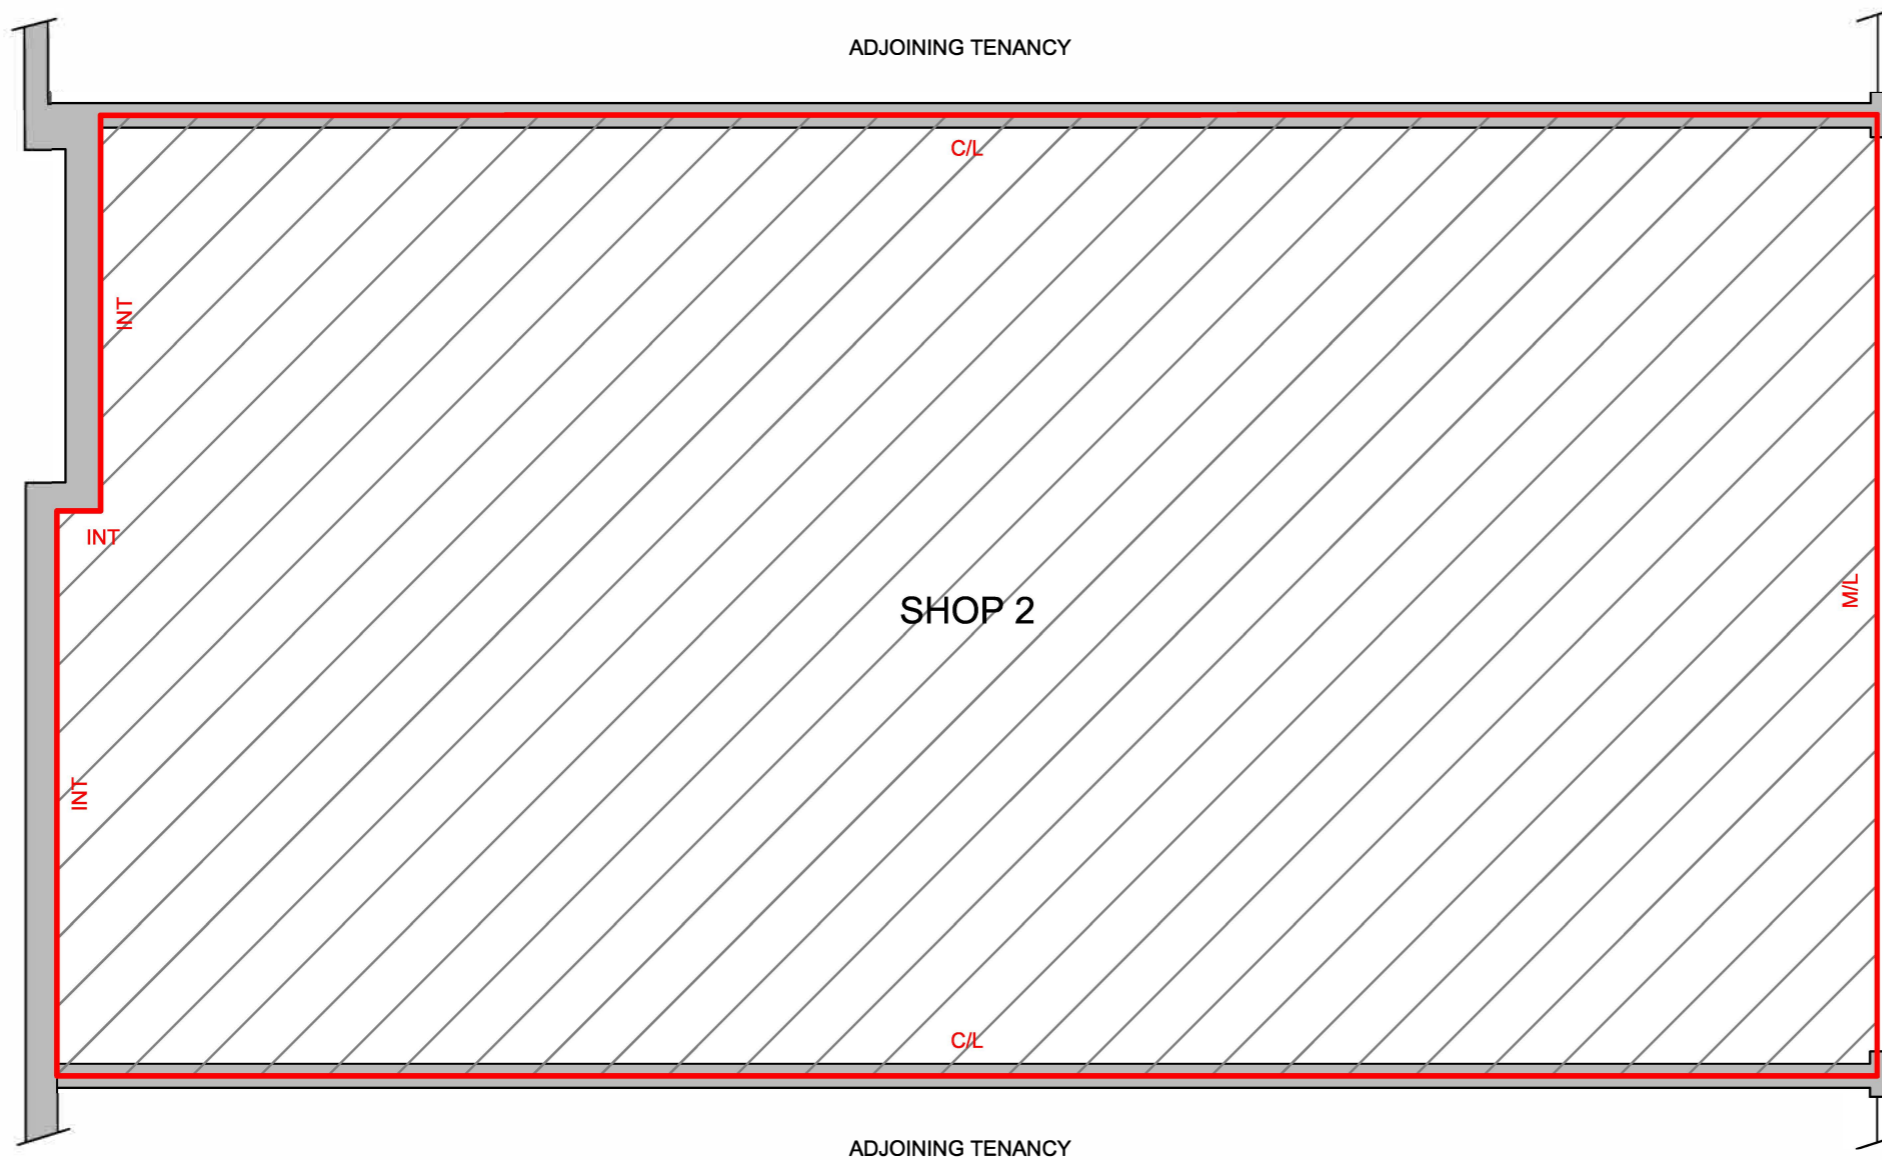 ADJOINING TENANCY
C/L
INT
INT
M/L
SHOP 2
INT
C/L
ADJOINING TENANCY